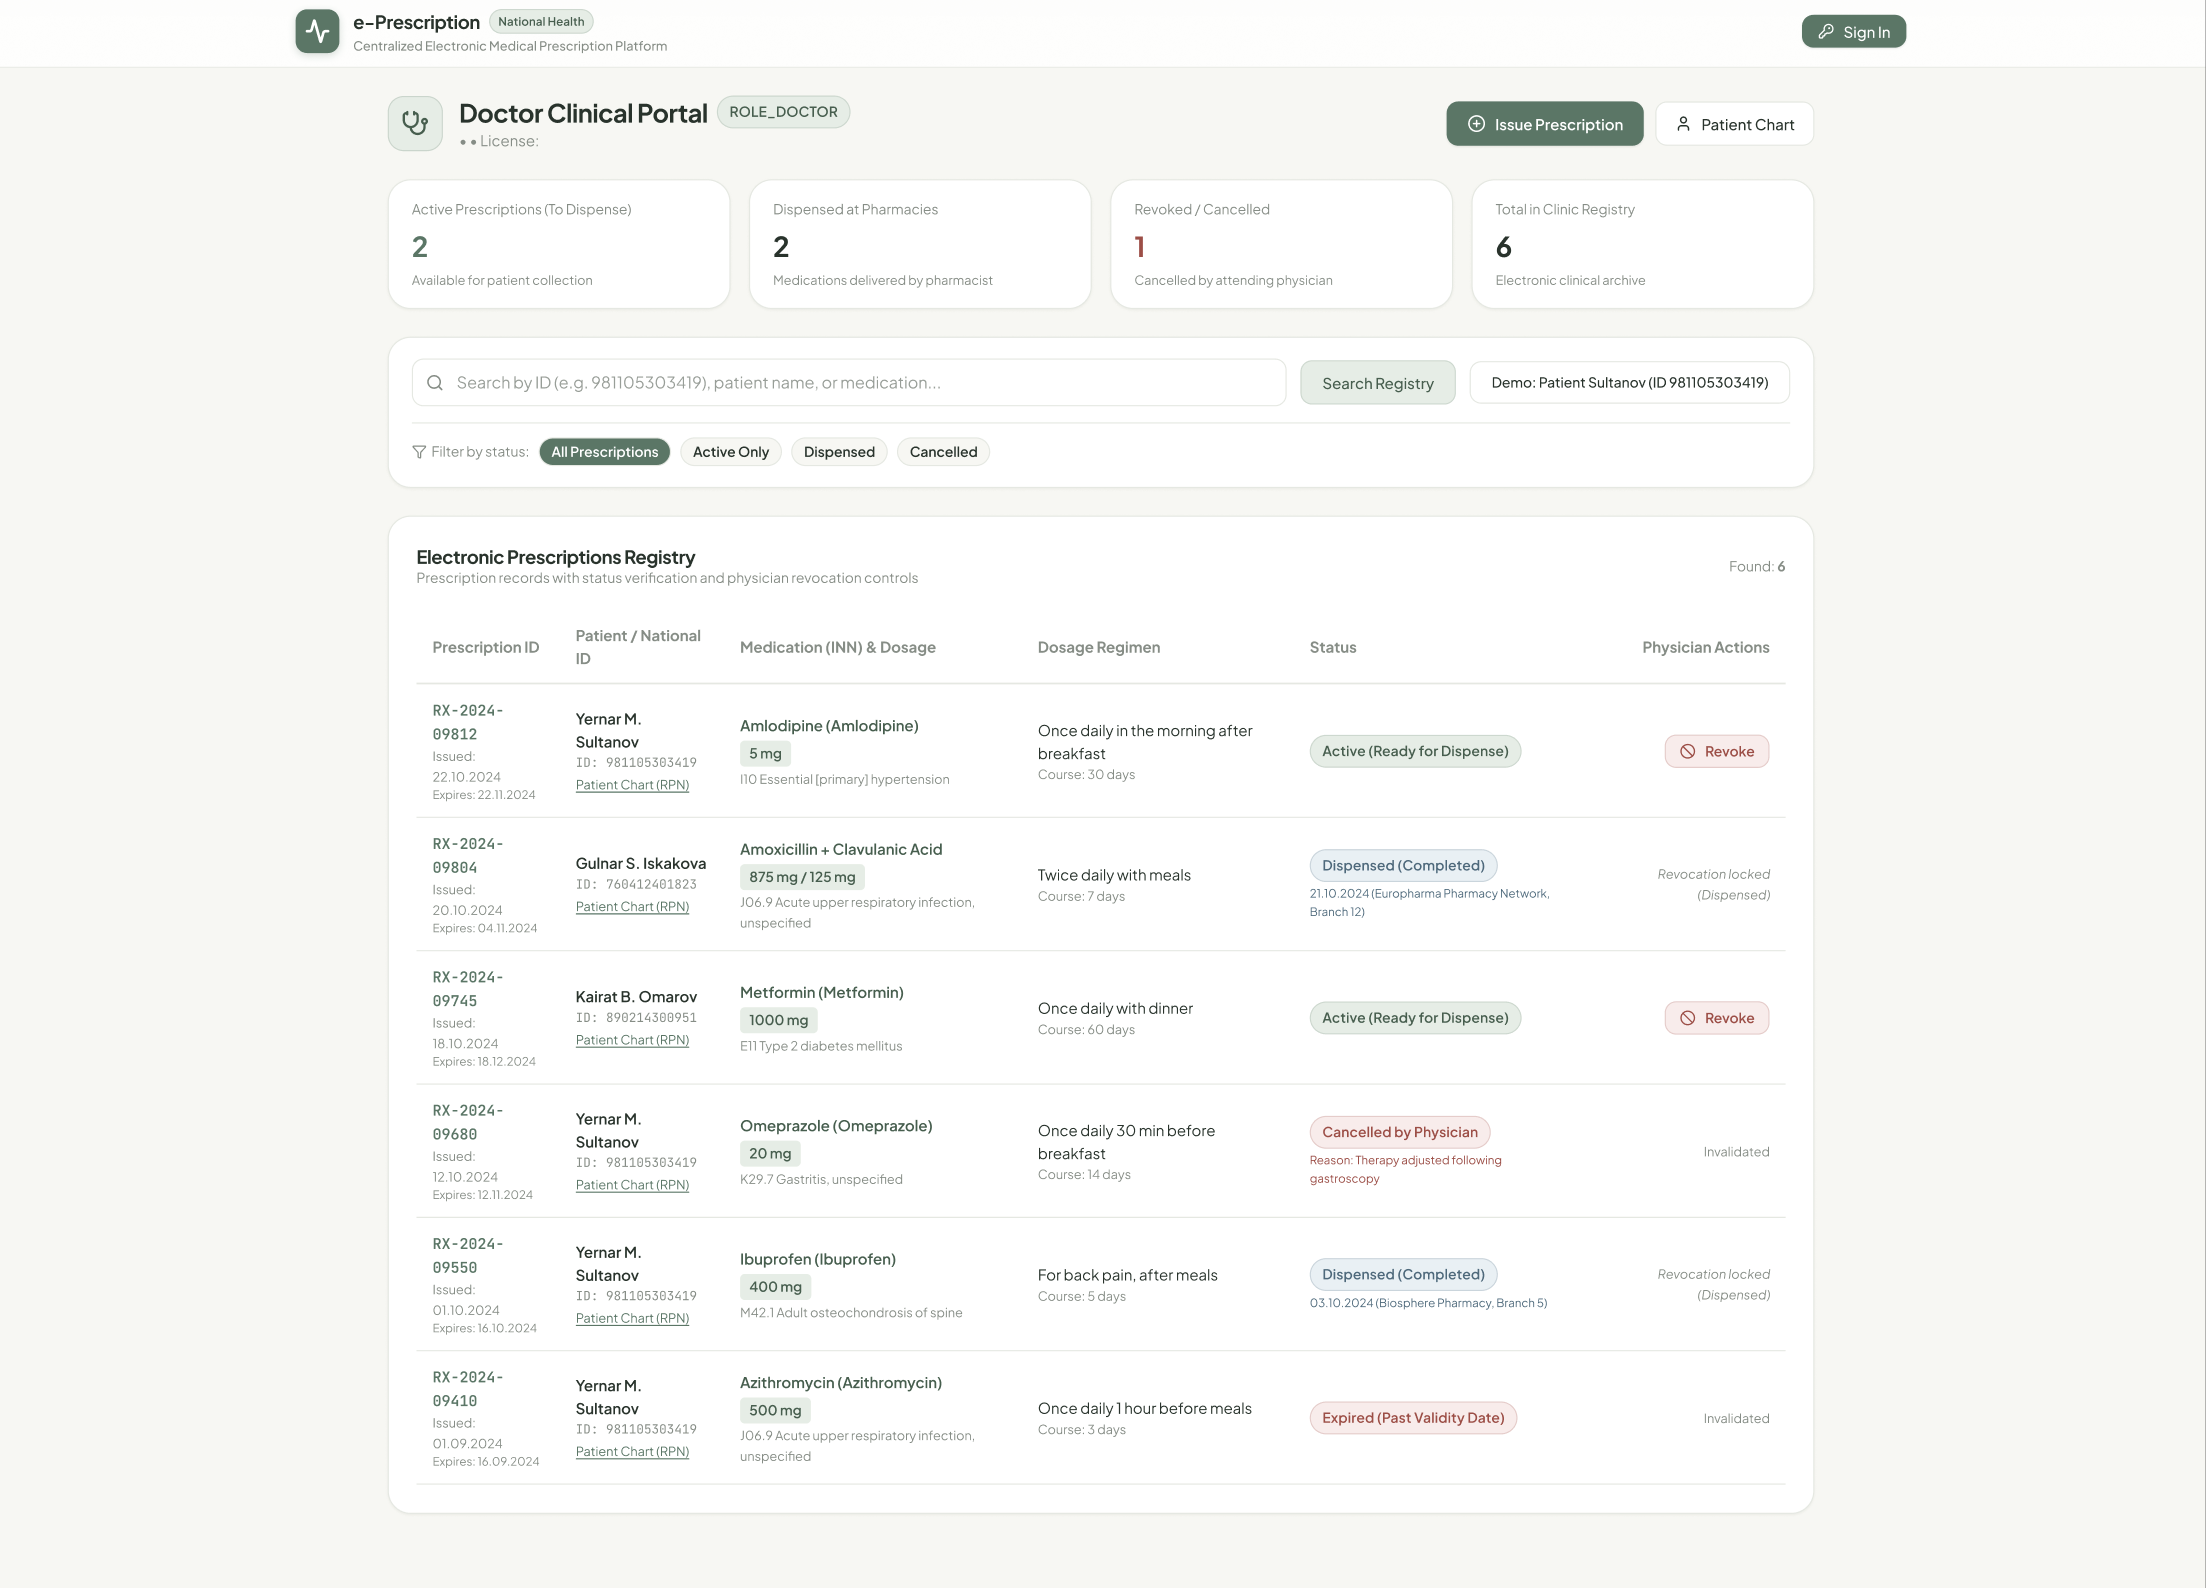 e-Prescription National Health
Centralized Electronic Medical Prescription Platform
Sign In
Doctor Clinical Portal ROLE_DOCTOR
• • License:
Issue Prescription
Patient Chart
Active Prescriptions (To Dispense)
2
Available for patient collection
Dispensed at Pharmacies
2
Medications delivered by pharmacist
Revoked / Cancelled
1
Cancelled by attending physician
Total in Clinic Registry
6
Electronic clinical archive
Search by ID (e.g. 981105303419), patient name, or medication...
Search Registry
Demo: Patient Sultanov (ID 981105303419)
Filter by status: All Prescriptions Active Only Dispensed Cancelled
Electronic Prescriptions Registry
Prescription records with status verification and physician revocation controls
Found: 6
Prescription ID
Patient / National
ID
Medication (INN) & Dosage
Dosage Regimen
Status
Physician Actions
RX-2024-
09812
Issued:
22.10.2024
Expires: 22.11.2024
Yernar M.
Sultanov
ID: 981105303419
Patient Chart (RPN)
Amlodipine (Amlodipine)
5 mg
I10 Essential [primary] hypertension
Once daily in the morning after
breakfast
Course: 30 days
Active (Ready for Dispense)
Revoke
RX-2024-
09804
Issued:
20.10.2024
Expires: 04.11.2024
Gulnar S. Iskakova
ID: 760412401823
Patient Chart (RPN)
Amoxicillin + Clavulanic Acid
875 mg / 125 mg
J06.9 Acute upper respiratory infection,
unspecified
Twice daily with meals
Course: 7 days
Dispensed (Completed)
21.10.2024 (Europharma Pharmacy Network,
Branch 12)
Revocation locked
(Dispensed)
RX-2024-
09745
Issued:
18.10.2024
Expires: 18.12.2024
Kairat B. Omarov
ID: 890214300951
Patient Chart (RPN)
Metformin (Metformin)
1000 mg
E11 Type 2 diabetes mellitus
Once daily with dinner
Course: 60 days
Active (Ready for Dispense)
Revoke
RX-2024-
09680
Issued:
12.10.2024
Expires: 12.11.2024
Yernar M.
Sultanov
ID: 981105303419
Patient Chart (RPN)
Omeprazole (Omeprazole)
20 mg
K29.7 Gastritis, unspecified
Once daily 30 min before
breakfast
Course: 14 days
Cancelled by Physician
Reason: Therapy adjusted following
gastroscopy
Invalidated
RX-2024-
09550
Issued:
01.10.2024
Expires: 16.10.2024
Yernar M.
Sultanov
ID: 981105303419
Patient Chart (RPN)
Ibuprofen (Ibuprofen)
400 mg
M42.1 Adult osteochondrosis of spine
For back pain, after meals
Course: 5 days
Dispensed (Completed)
03.10.2024 (Biosphere Pharmacy, Branch 5)
Revocation locked
(Dispensed)
RX-2024-
09410
Issued:
01.09.2024
Expires: 16.09.2024
Yernar M.
Sultanov
ID: 981105303419
Patient Chart (RPN)
Azithromycin (Azithromycin)
500 mg
J06.9 Acute upper respiratory infection,
unspecified
Once daily 1 hour before meals
Course: 3 days
Expired (Past Validity Date)
Invalidated